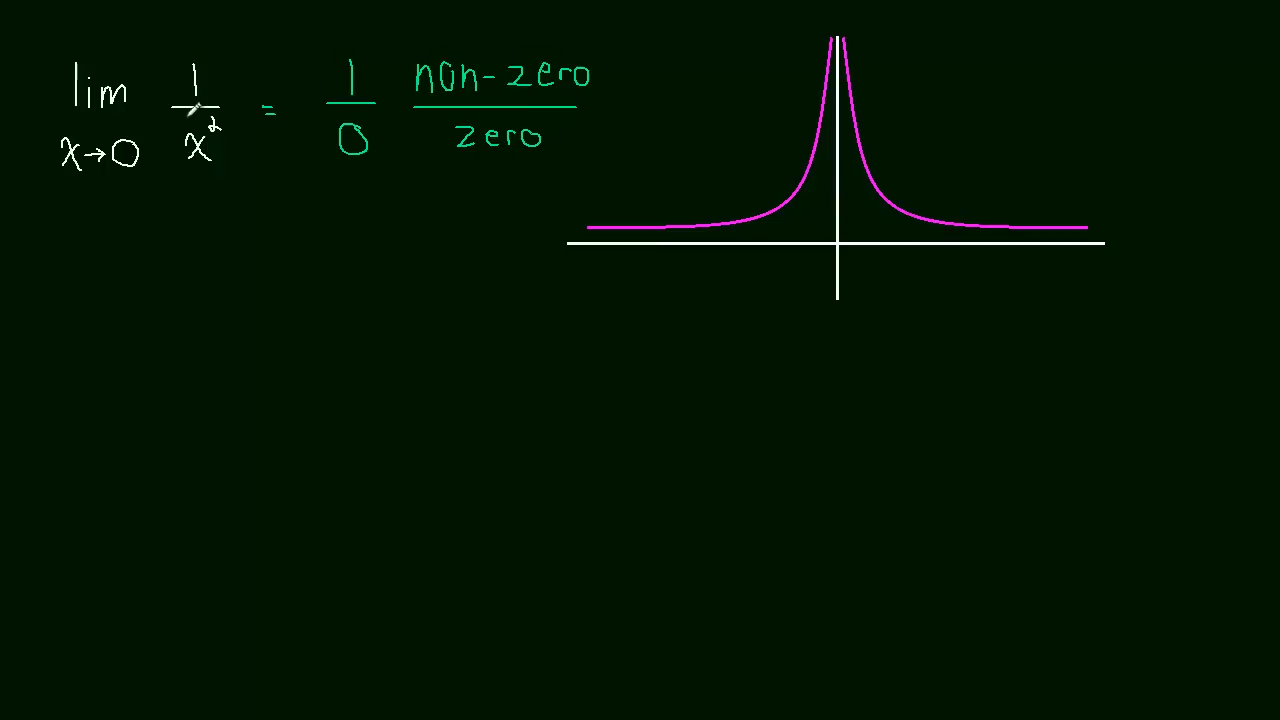 lim 1/x² = 1/0 non-zero/zero
x→0